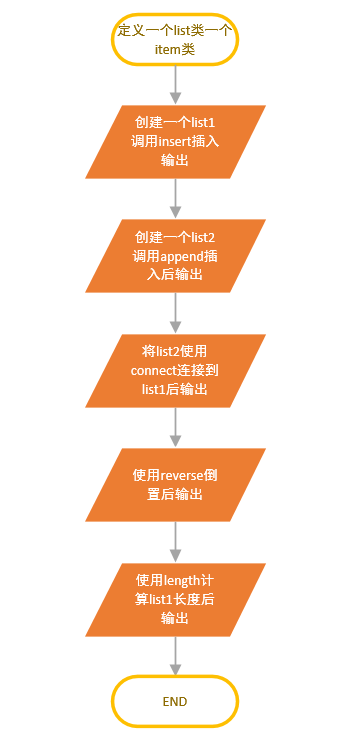 定义一个list类一个
item类
创建一个list1
调用insert插入
输出
创建一个list2
调用append插
入后输出
将list2使用
connect连接到
list1后输出
使用reverse倒
置后输出
使用length计
算list1长度后
输出
END